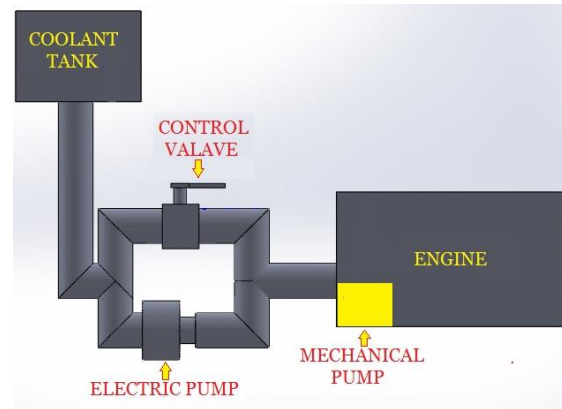 COOLANT
TANK
CONTROL
VALAVE
ENGINE
MECHANICAL
PUMP
ELECTRIC PUMP